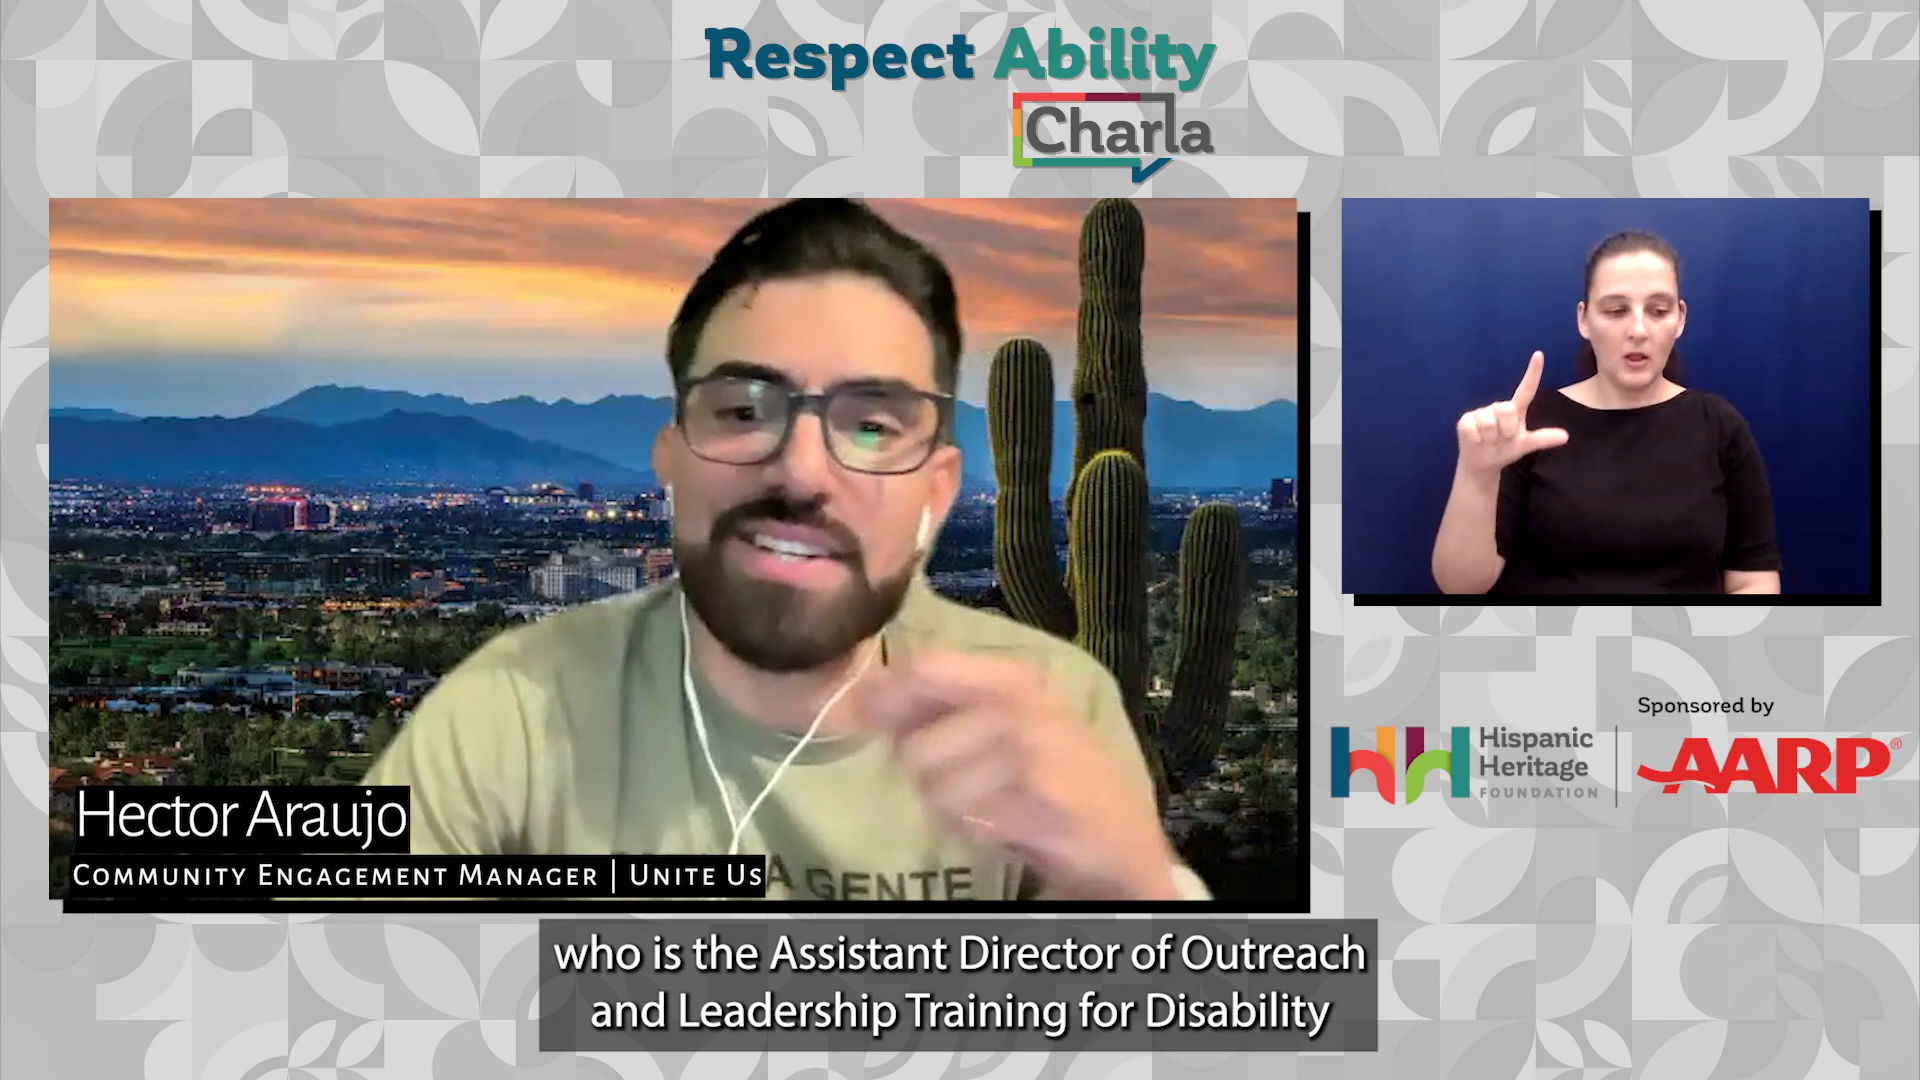 Respect Ability
Charla
Hector Araujo
Community Engagement Manager | Unite Us
A GENTE
Sponsored by
Hispanic
Heritage
FOUNDATION
AARP®
who is the Assistant Director of Outreach
and Leadership Training for Disability